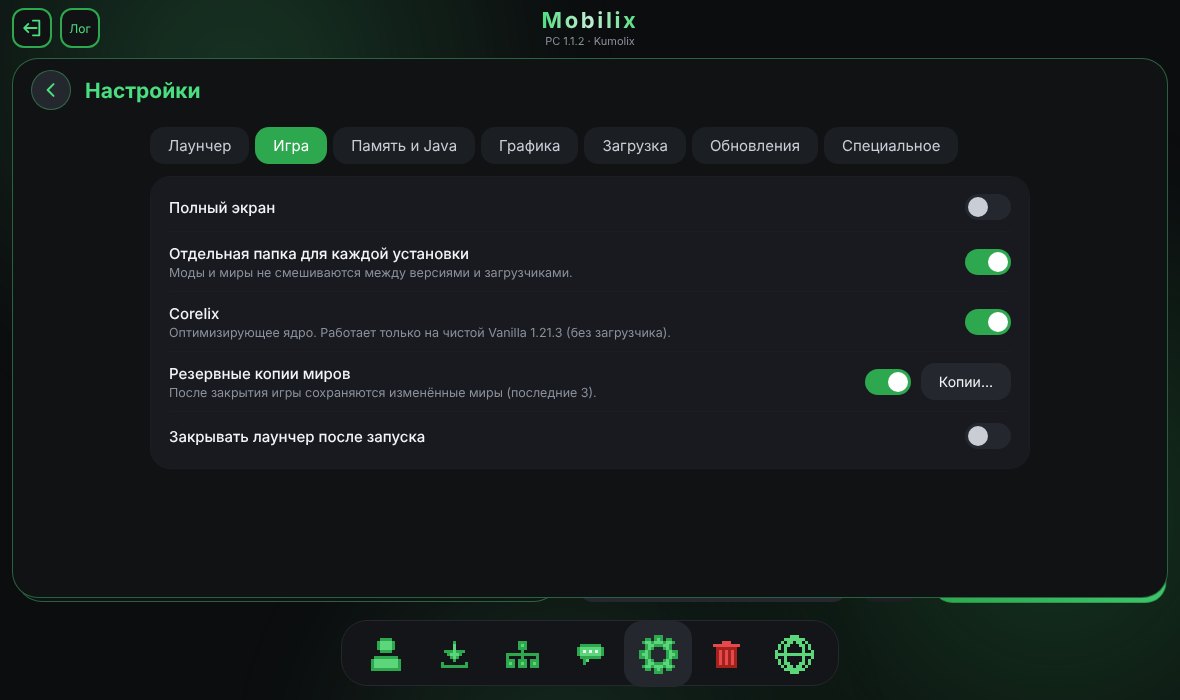 Лог
Mobilix
PC 1.1.2 · Kumolix
Настройки
Лаунчер Игра Память и Java Графика Загрузка Обновления Специальное
Полный экран
Отдельная папка для каждой установки
Моды и миры не смешиваются между версиями и загрузчиками.
Corelix
Оптимизирующее ядро. Работает только на чистой Vanilla 1.21.3 (без загрузчика).
Резервные копии миров
После закрытия игры сохраняются изменённые миры (последние 3).
Копии...
Закрывать лаунчер после запуска